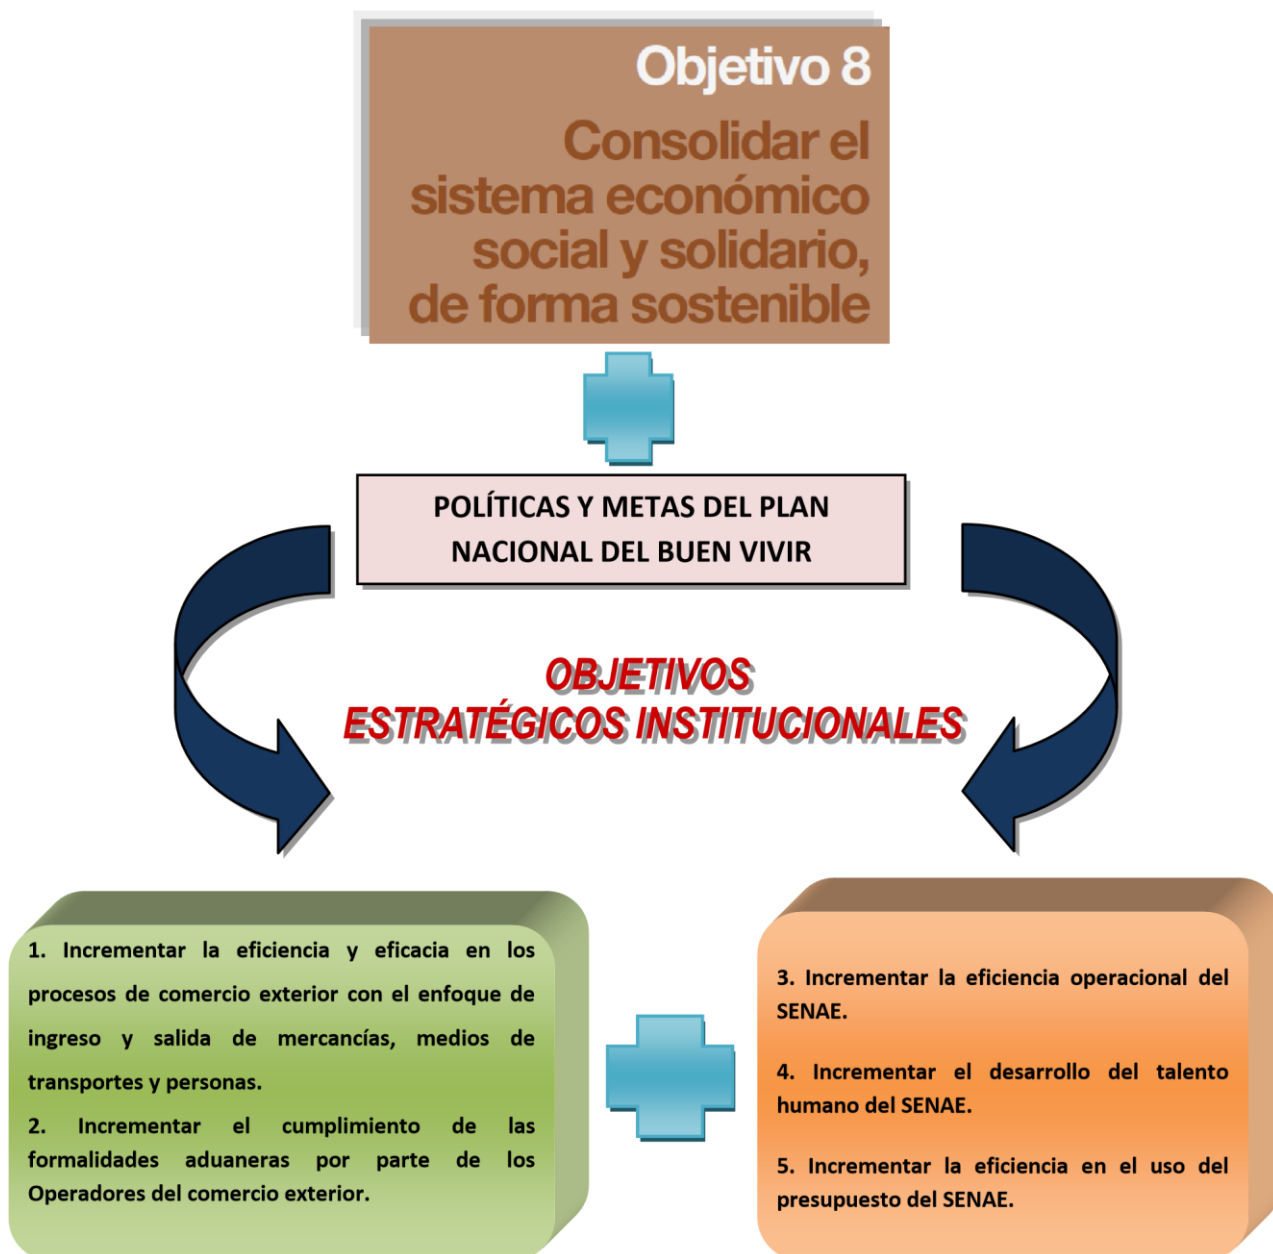 Objetivo 8
Consolidar el
sistema económico
social y solidario,
de forma sostenible
POLÍTICAS Y METAS DEL PLAN
NACIONAL DEL BUEN VIVIR
OBJETIVOS
ESTRATÉGICOS INSTITUCIONALES
1. Incrementar la eficiencia y eficacia en los
procesos de comercio exterior con el enfoque de
ingreso y salida de mercancías, medios de
transportes y personas.
2. Incrementar el cumplimiento de las
formalidades aduaneras por parte de los
Operadores del comercio exterior.
3. Incrementar la eficiencia operacional del
SENAE.
4. Incrementar el desarrollo del talento
humano del SENAE.
5. Incrementar la eficiencia en el uso del
presupuesto del SENAE.